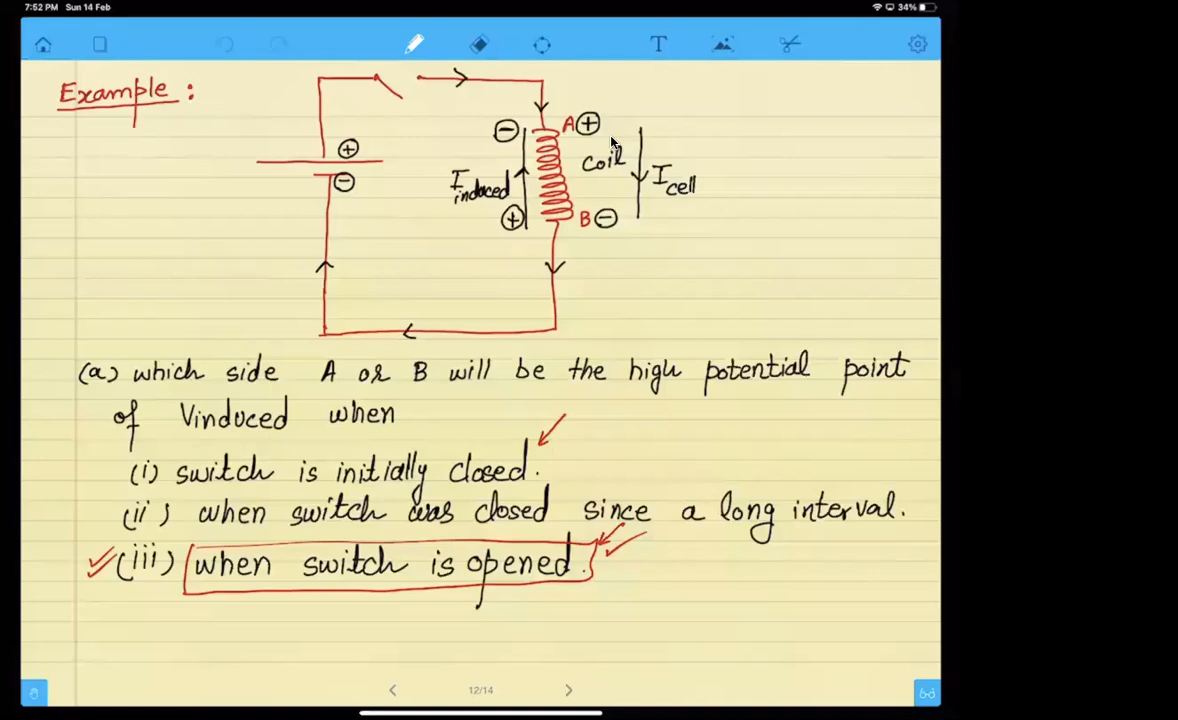 7:52 PM Sun 14 Feb
34%
T
Example :
A +
coil
I cell
I induced
B -
(a) which side A or B will be the high potential point
of Vinduced when
(i) switch is initially closed.
(ii) when switch was closed since a long interval.
(iii) when switch is opened.
12/14